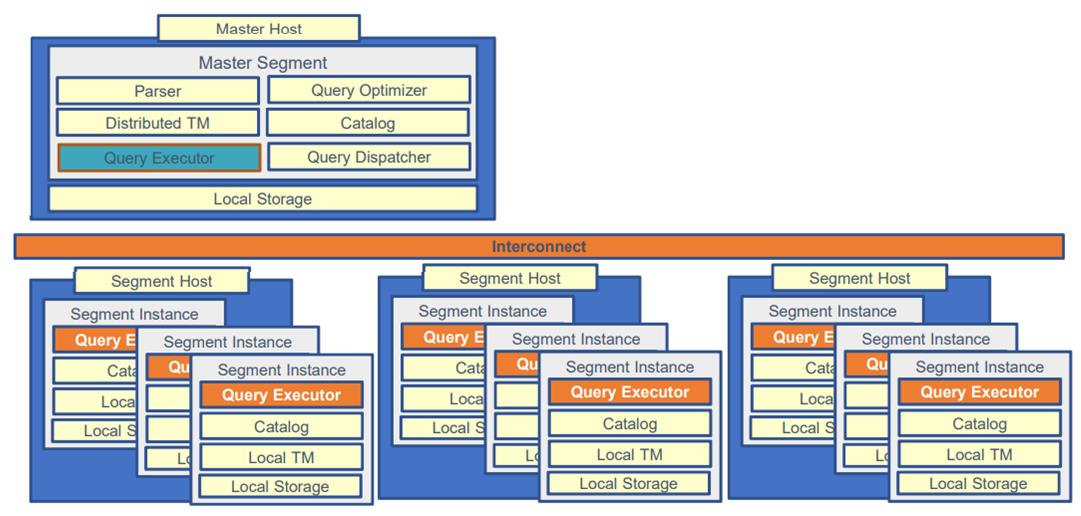 Master Host
Master Segment
Parser
Query Optimizer
Distributed TM
Catalog
Query Executor
Query Dispatcher
Local Storage
Interconnect
Segment Host
Segment Instance
Query E
Cata
Loca
Local S
Segment Instance
Qu
Lo
Segment Instance
Query Executor
Catalog
Local TM
Local Storage
Segment Host
Segment Instance
Query E
Cata
Loca
Local S
Segment Instance
Qu
Lo
Segment Instance
Query Executor
Catalog
Local TM
Local Storage
Segment Host
Segment Instance
Query E
Cata
Loca
Local S
Segment Instance
Qu
Lo
Segment Instance
Query Executor
Catalog
Local TM
Local Storage